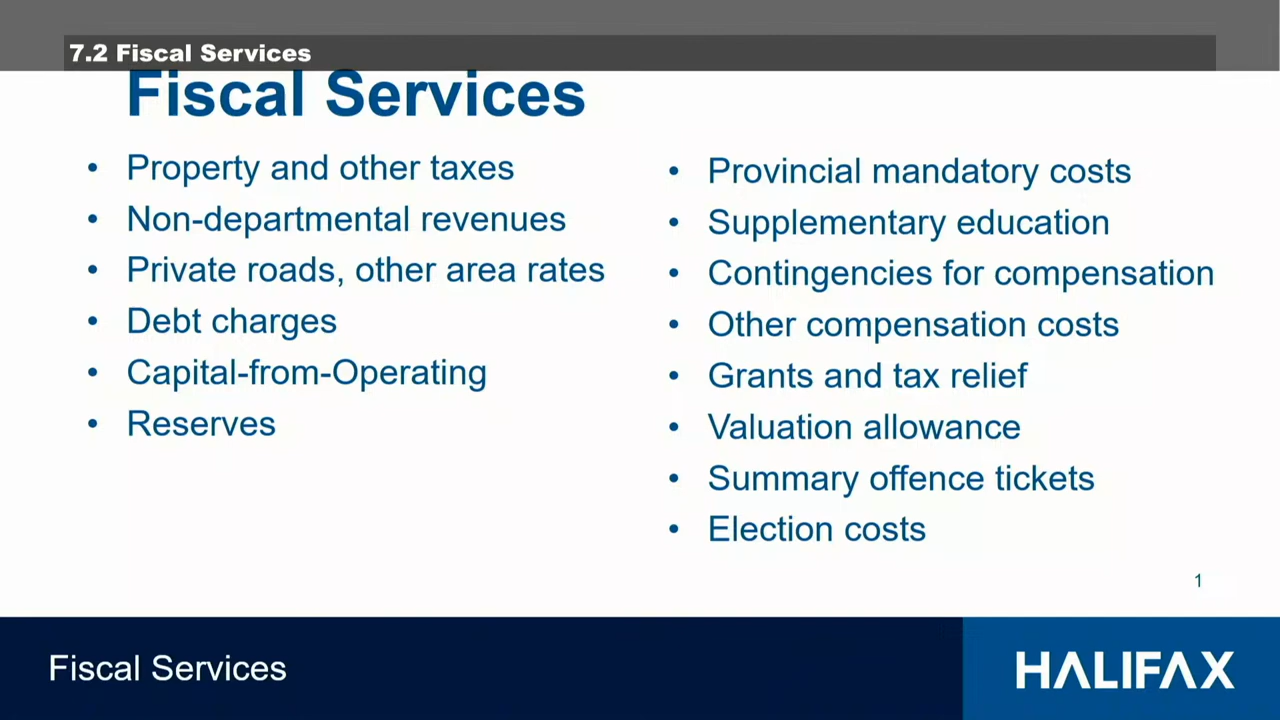 7.2 Fiscal Services
Fiscal Services
• Property and other taxes
• Non-departmental revenues
• Private roads, other area rates
• Debt charges
• Capital-from-Operating
• Reserves
• Provincial mandatory costs
• Supplementary education
• Contingencies for compensation
• Other compensation costs
• Grants and tax relief
• Valuation allowance
• Summary offence tickets
• Election costs
1
Fiscal Services
HALIFAX